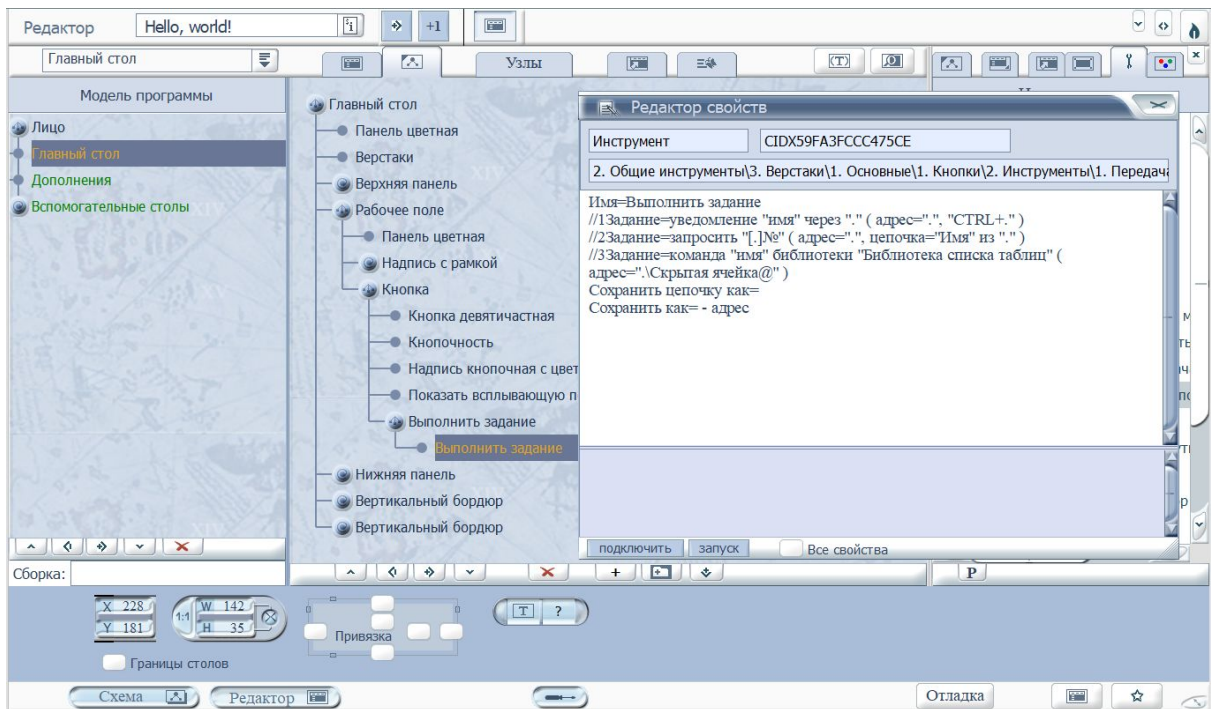 Редактор
Hello, world!
+1
Главный стол
Узлы
(T)
Модель программы
Лицо
Главный стол
Дополнения
Вспомогательные столы
Главный стол
Панель цветная
Верстаки
Верхняя панель
Рабочее поле
Панель цветная
Надпись с рамкой
Кнопка
Кнопка девятичастная
Кнопочность
Надпись кнопочная с цвет
Показать всплывающую п
Выполнить задание
Выполнить задание
Нижняя панель
Вертикальный бордюр
Вертикальный бордюр
Редактор свойств
Инструмент
CIDX59FA3FCCC475CE
2. Общие инструменты\3. Верстаки\1. Основные\1. Кнопки\2. Инструменты\1. Передача
Имя=Выполнить задание
//1Задание=уведомление "имя" через "." ( адрес=".", "CTRL+." )
//2Задание=запросить "[.]№" ( адрес=".", цепочка="Имя" из "." )
//3Задание=команда "имя" библиотеки "Библиотека списка таблиц" (
адрес=".\Скрытая ячейка@" )
Сохранить цепочку как=
Сохранить как= - адрес
подключить
запуск
Все свойства
Сборка:
P
X 228
Y 181
1:1
W 142
H 35
Привязка
T ?
Границы столов
Схема
Редактор
Отладка